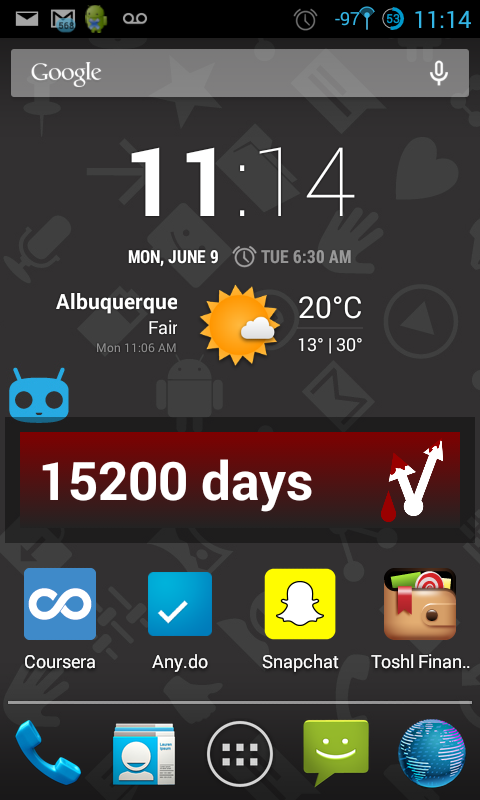 568
-97
53
11:14
Google
11:14
MON, JUNE 9 TUE 6:30 AM
Albuquerque
Fair
Mon 11:06 AM
20°C
13° | 30°
15200 days
Coursera
Any.do
Snapchat
Toshl Finan..